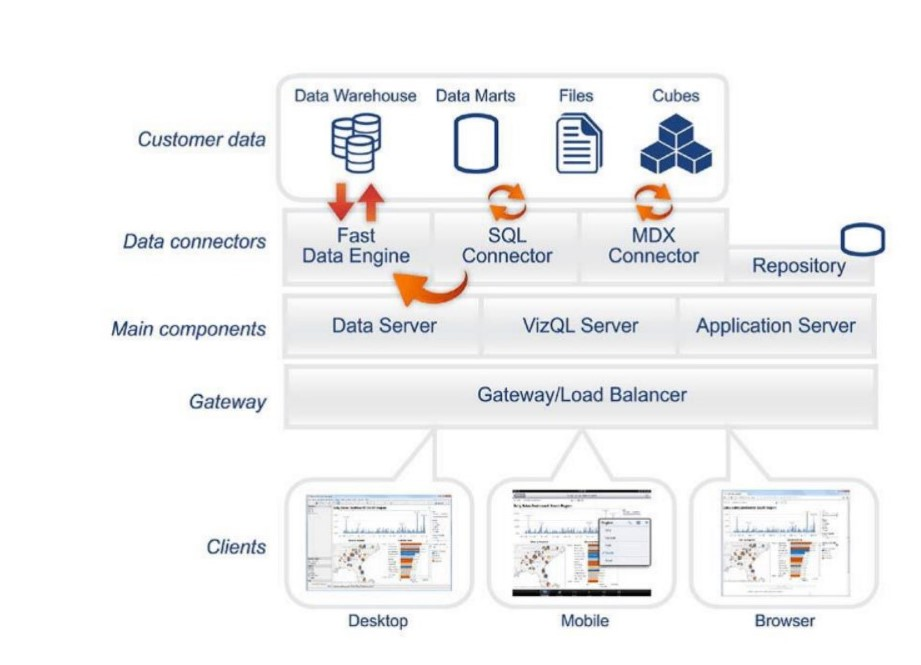 Data Warehouse Data Marts Files Cubes
Customer data
Data connectors
Fast
Data Engine
SQL
Connector
MDX
Connector
Repository
Main components
Data Server VizQL Server Application Server
Gateway
Gateway/Load Balancer
Clients
Desktop Mobile Browser